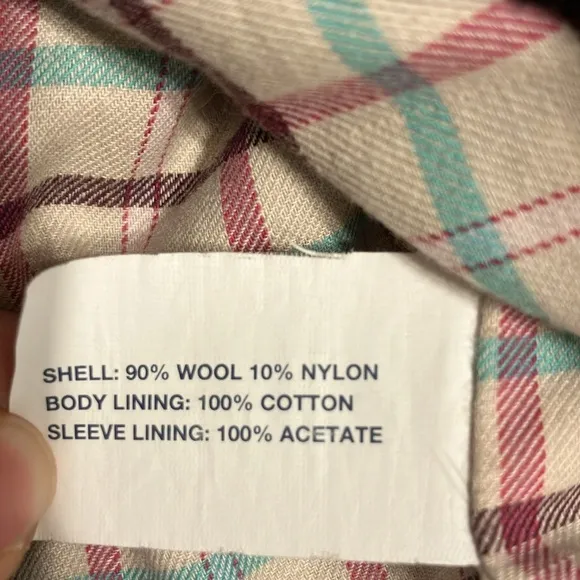 SHELL: 90% WOOL 10% NYLON
BODY LINING: 100% COTTON
SLEEVE LINING: 100% ACETATE